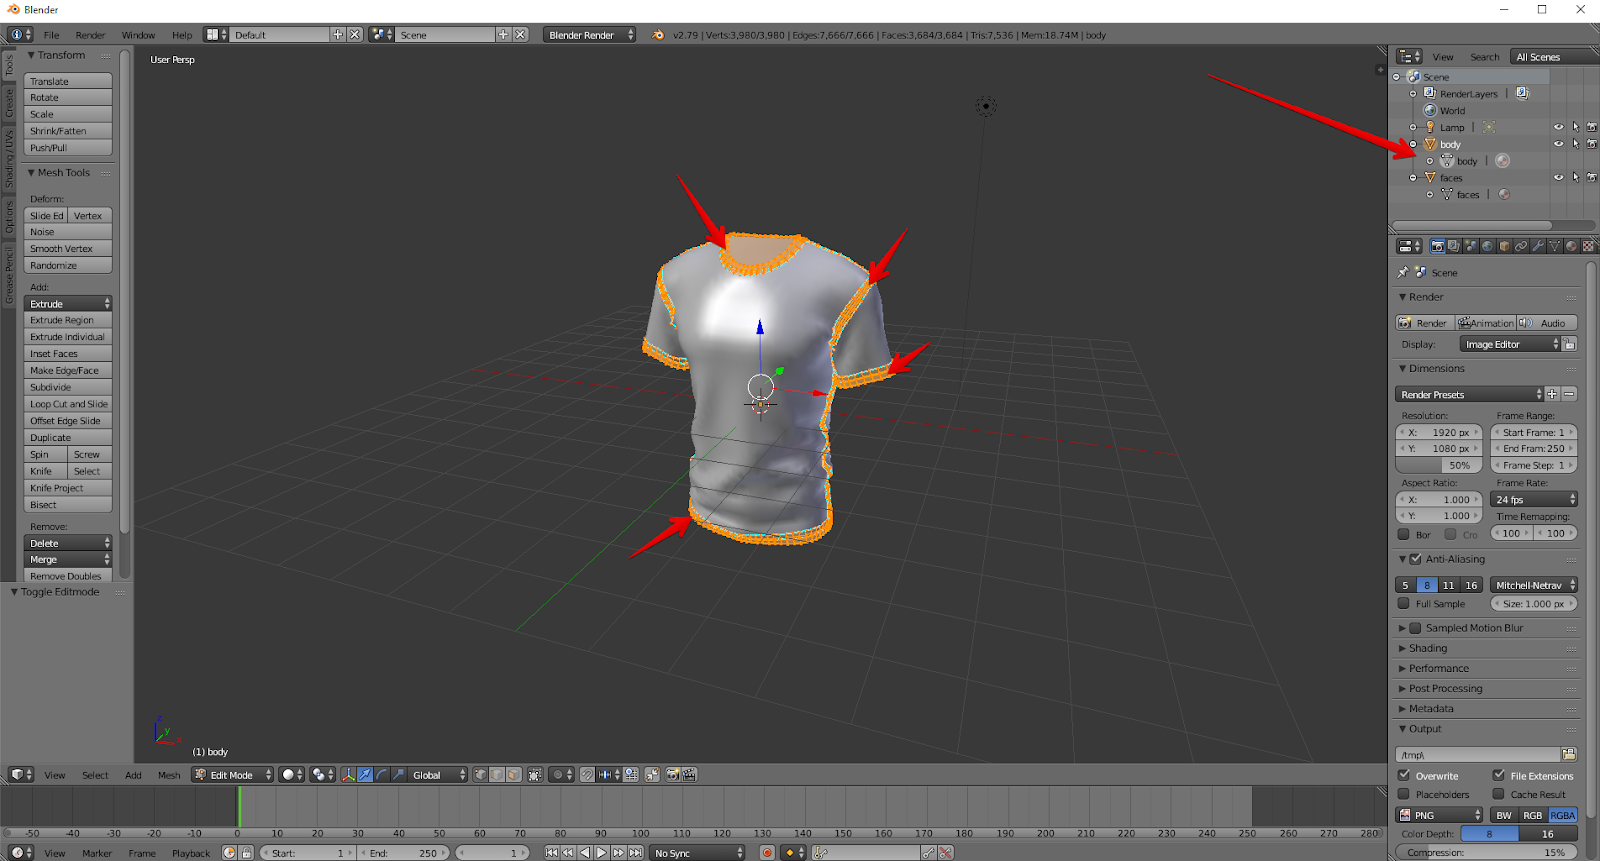 Blender
File Render Window Help Default Scene Blender Render v2.79 | Verts:3,980/3,980 | Edges:7,666/7,666 | Faces:3,684/3,684 | Tris:7,536 | Mem:18.74M | body
Tools
Create
Shading / UVs
Options
Grease Pencil
Transform
Translate
Rotate
Scale
Shrink/Fatten
Push/Pull
Mesh Tools
Deform:
Slide Ed Vertex
Noise
Smooth Vertex
Randomize
Add:
Extrude
Extrude Region
Extrude Individual
Inset Faces
Make Edge/Face
Subdivide
Loop Cut and Slide
Offset Edge Slide
Duplicate
Spin Screw
Knife Select
Knife Project
Bisect
Remove:
Delete
Merge
Remove Doubles
Toggle Editmode
User Persp
z
y
x
(1) body
View Select Add Mesh Edit Mode Global
-50 -40 -30 -20 -10 0 10 20 30 40 50 60 70 80 90 100 110 120 130 140 150 160 170 180 190 200 210 220 230 240 250 260 270 280
View Marker Frame Playback Start: 1 End: 250 1 No Sync
View Search All Scenes
Scene
RenderLayers |
World
Lamp |
body
body |
faces
faces |
Scene
Render
Render Animation Audio
Display: Image Editor
Dimensions
Render Presets
Resolution: Frame Range:
X: 1920 px Start Frame: 1
Y: 1080 px End Fram: 250
50% Frame Step: 1
Aspect Ratio: Frame Rate:
X: 1.000 24 fps
Y: 1.000 Time Remapping:
Bor Cro 100 100
Anti-Aliasing
5 8 11 16 Mitchell-Netrav
Full Sample Size: 1.000 px
Sampled Motion Blur
Shading
Performance
Post Processing
Metadata
Output
/tmp\
Overwrite File Extensions
Placeholders Cache Result
PNG BW RGB RGBA
Color Depth: 8 16
Compression: 15%